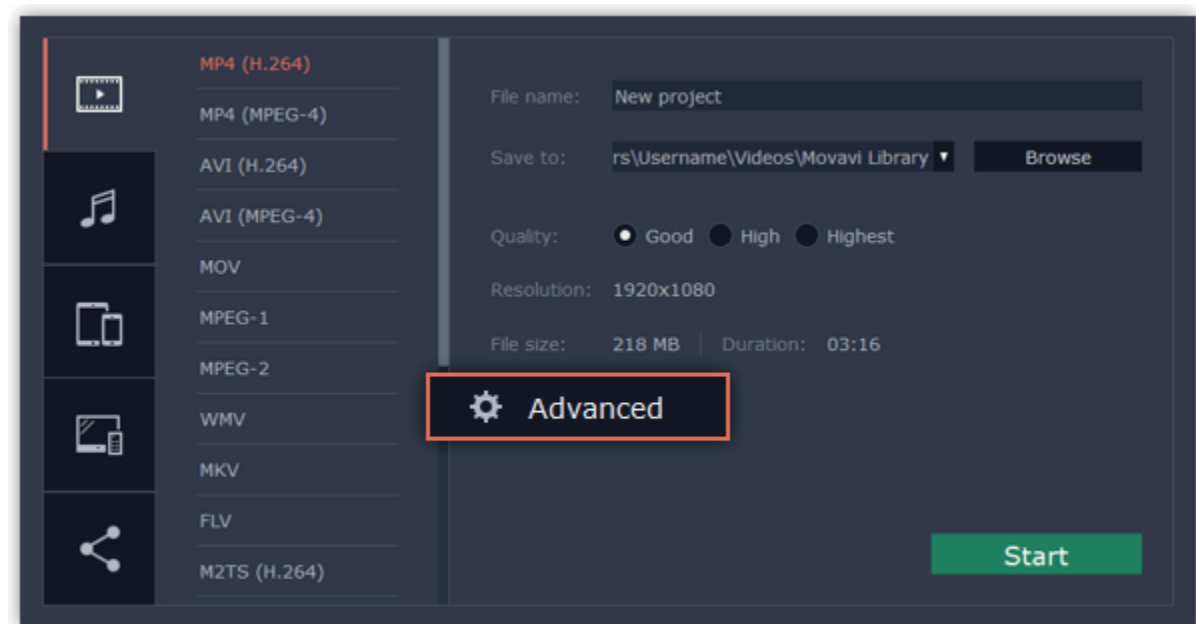 MP4 (H.264)
MP4 (MPEG-4)
AVI (H.264)
AVI (MPEG-4)
MOV
MPEG-1
MPEG-2
WMV
MKV
FLV
M2TS (H.264)
File name: New project
Save to: rs\Username\Videos\Movavi Library Browse
Quality: Good High Highest
Resolution: 1920x1080
File size: 218 MB Duration: 03:16
Advanced
Start